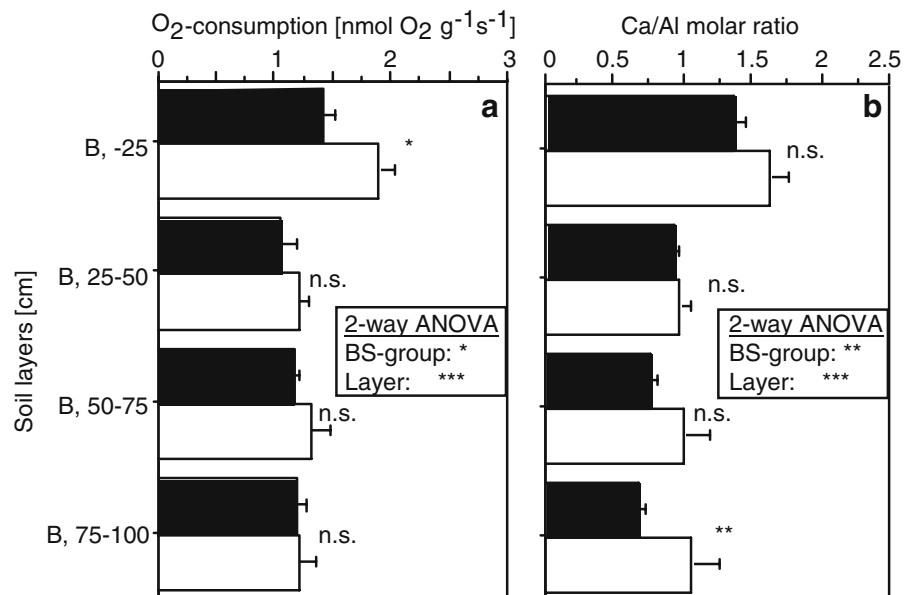 O2-consumption [nmol O2 g-1s-1]
Ca/Al molar ratio
0 1 2 3
0 0.5 1 1.5 2 2.5
a
b
Soil layers [cm]
B, -25
*
n.s.
B, 25-50
n.s.
n.s.
2-way ANOVA
BS-group: *
Layer: ***
2-way ANOVA
BS-group: **
Layer: ***
B, 50-75
n.s.
n.s.
B, 75-100
n.s.
**